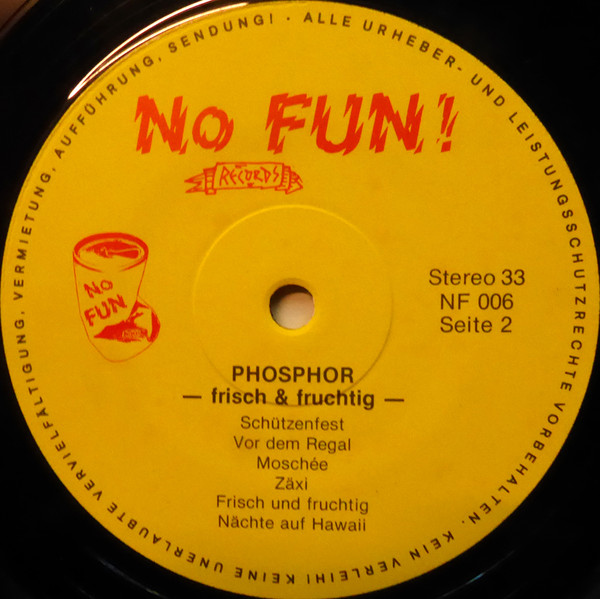 ALLE URHEBER- UND LEISTUNGSSCHUTZRECHTE VORBEHALTEN. KEIN VERLEIH! KEINE UNERLAUBTE VERVIELFÄLTIGUNG, VERMIETUNG, AUFFÜHRUNG, SENDUNG! ·
NO FUN!
RECORDS
NO
FUN
Stereo 33
NF 006
Seite 2
PHOSPHOR
— frisch & fruchtig —
Schützenfest
Vor dem Regal
Moschée
Zäxi
Frisch und fruchtig
Nächte auf Hawaii